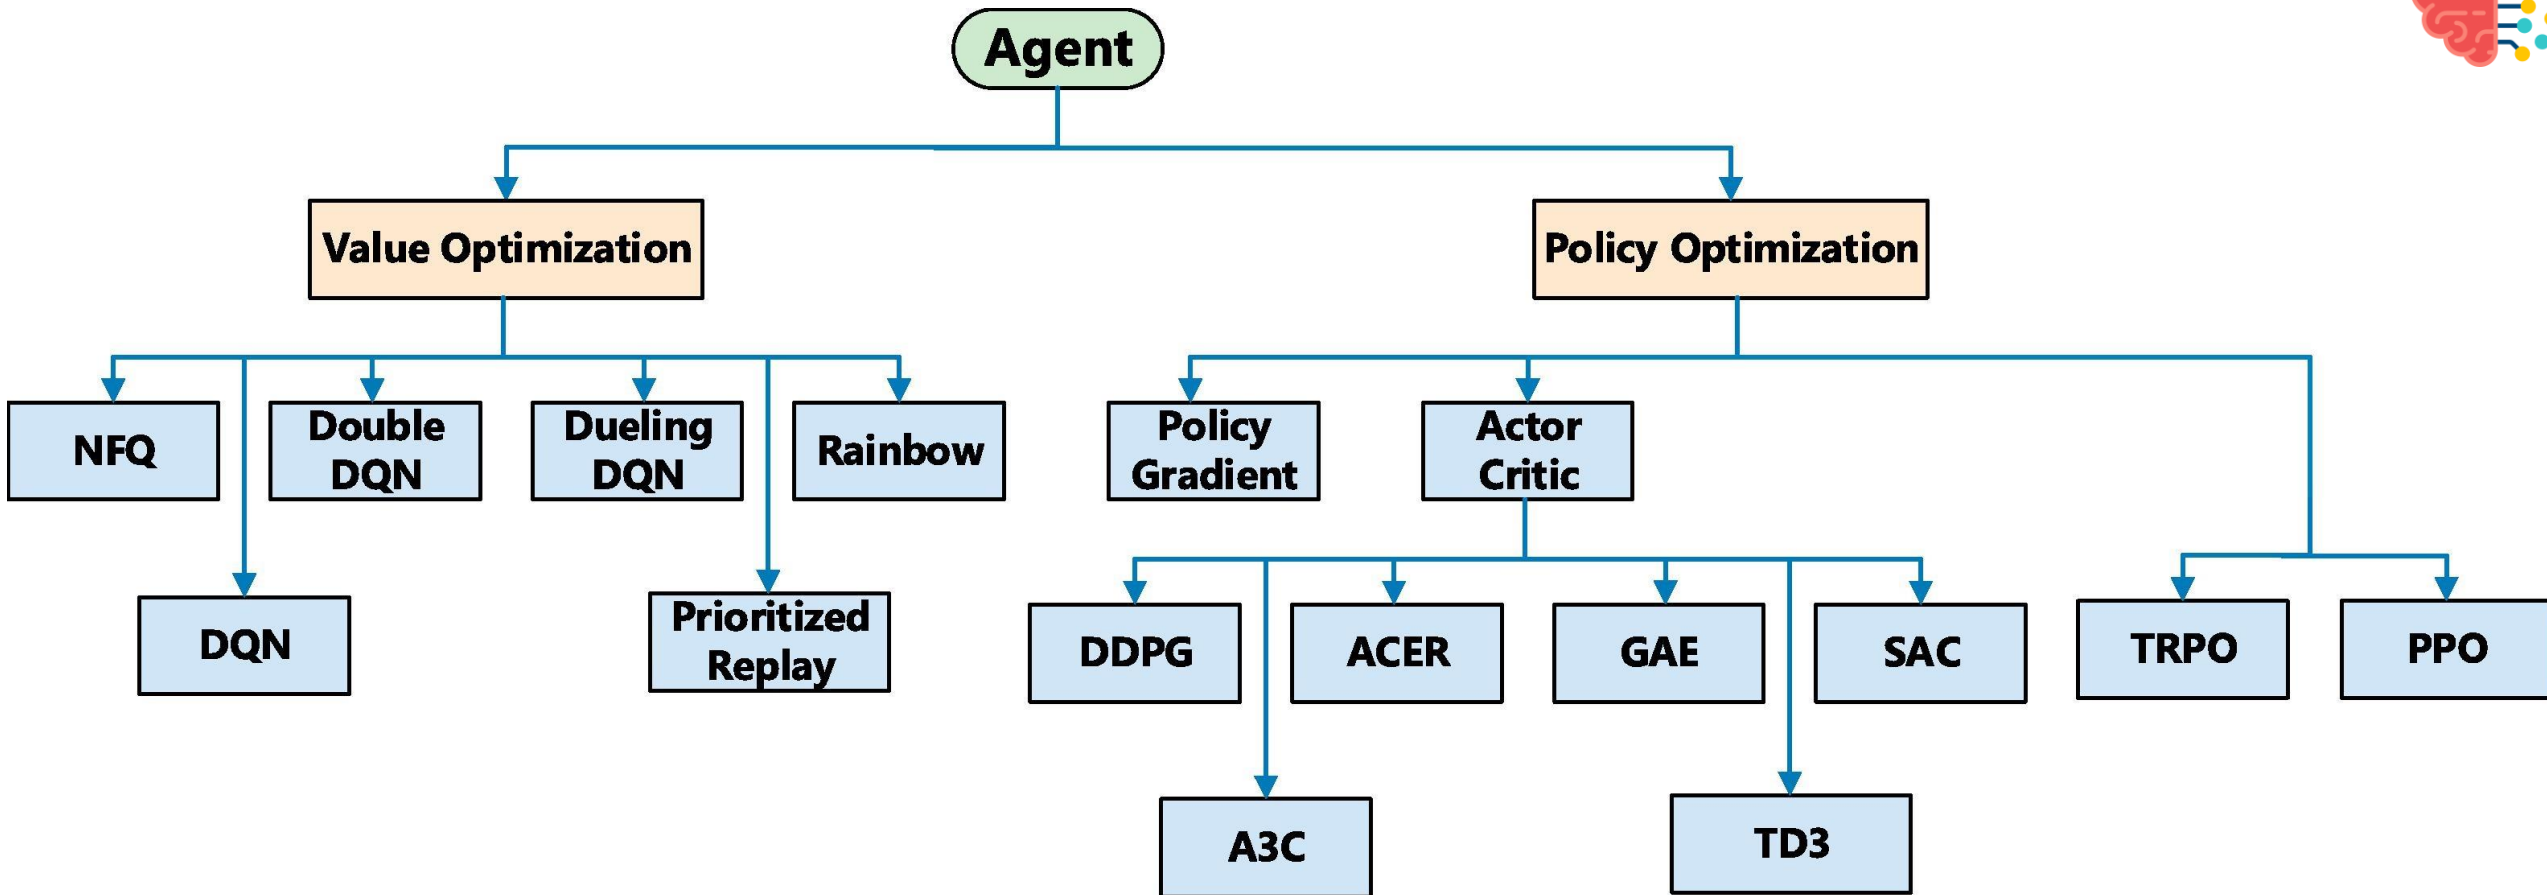 Agent
Value Optimization
Policy Optimization
NFQ
Double
DQN
Dueling
DQN
Rainbow
Policy
Gradient
Actor
Critic
DQN
Prioritized
Replay
DDPG
ACER
GAE
SAC
TRPO
PPO
A3C
TD3